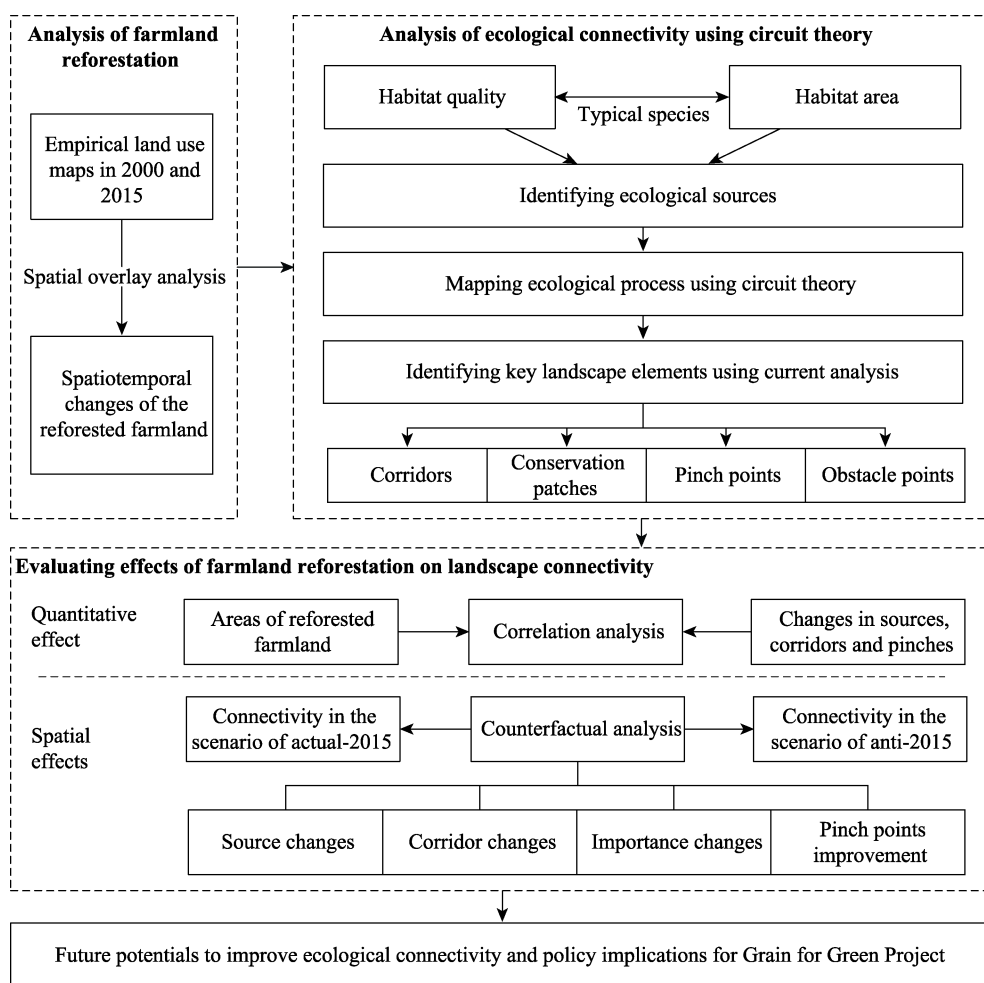 Analysis of farmland
reforestation
Empirical land use
maps in 2000 and
2015
Spatial overlay analysis
Spatiotemporal
changes of the
reforested farmland
Analysis of ecological connectivity using circuit theory
Habitat quality
Typical species
Habitat area
Identifying ecological sources
Mapping ecological process using circuit theory
Identifying key landscape elements using current analysis
Corridors
Conservation
patches
Pinch points
Obstacle points
Evaluating effects of farmland reforestation on landscape connectivity
Quantitative
effect
Areas of reforested
farmland
Correlation analysis
Changes in sources,
corridors and pinches
Spatial
effects
Connectivity in the
scenario of actual-2015
Counterfactual analysis
Connectivity in the
scenario of anti-2015
Source changes
Corridor changes
Importance changes
Pinch points
improvement
Future potentials to improve ecological connectivity and policy implications for Grain for Green Project